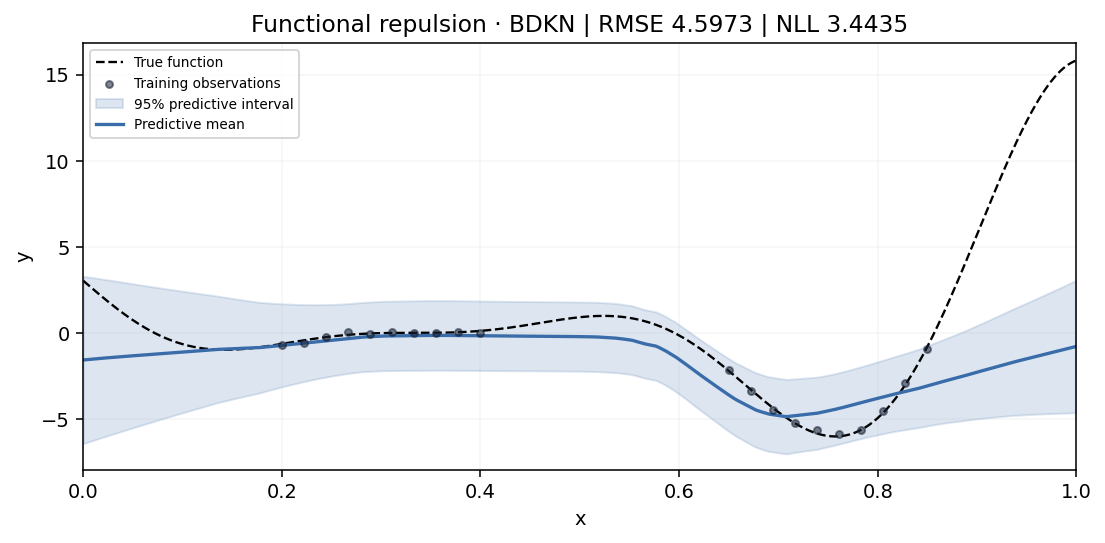 Functional repulsion · BDKN | RMSE 4.5973 | NLL 3.4435
True function
Training observations
95% predictive interval
Predictive mean
15
10
5
0
−5
y
0.0 0.2 0.4 0.6 0.8 1.0
x